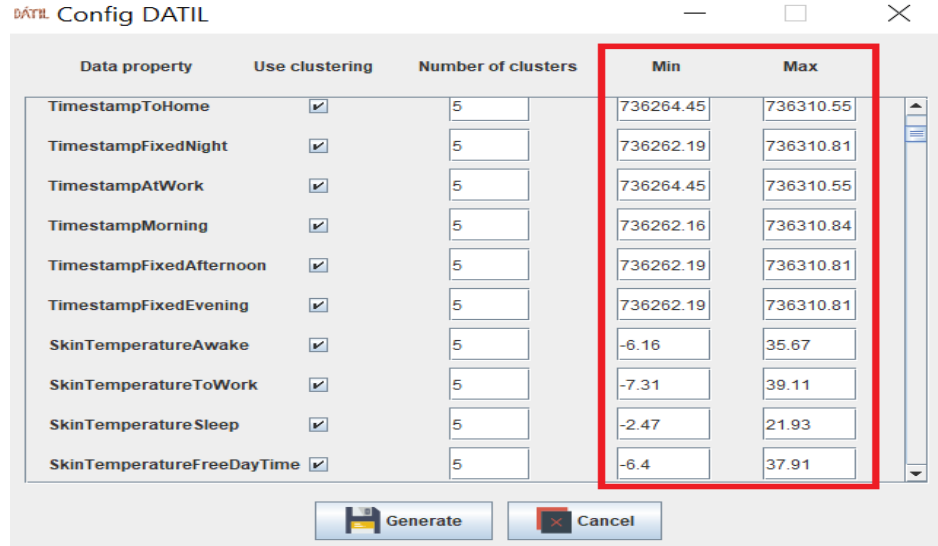 DÁTIL Config DATIL
Data property Use clustering Number of clusters Min Max
TimestampToHome 5 736264.45 736310.55
TimestampFixedNight 5 736262.19 736310.81
TimestampAtWork 5 736264.45 736310.55
TimestampMorning 5 736262.16 736310.84
TimestampFixedAfternoon 5 736262.19 736310.81
TimestampFixedEvening 5 736262.19 736310.81
SkinTemperatureAwake 5 -6.16 35.67
SkinTemperatureToWork 5 -7.31 39.11
SkinTemperatureSleep 5 -2.47 21.93
SkinTemperatureFreeDayTime 5 -6.4 37.91
Generate Cancel